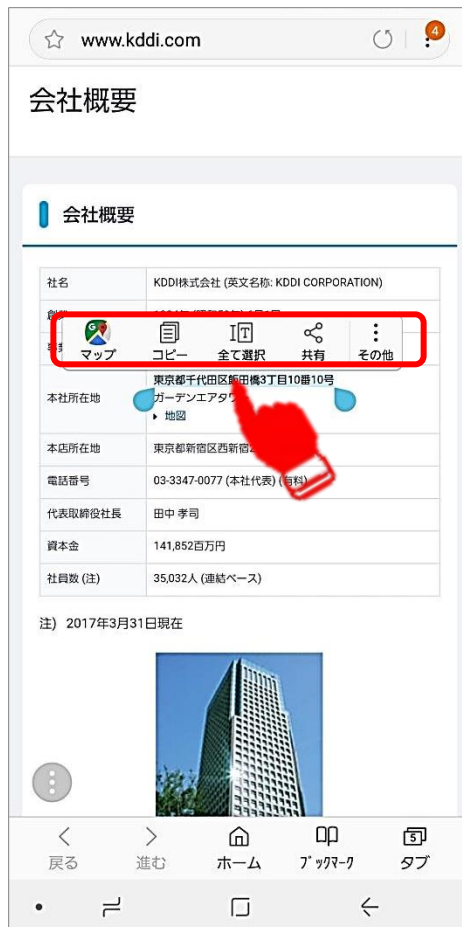 www.kddi.com
4
会社概要
会社概要
社名 KDDI株式会社 (英文名称: KDDI CORPORATION)
マップ コピー 全て選択 共有 その他
東京都千代田区飯田橋3丁目10番10号
本社所在地 ガーデンエアタワ
▸ 地図
本店所在地 東京都新宿区西新宿
電話番号 03-3347-0077 (本社代表) (有料)
代表取締役社長 田中 孝司
資本金 141,852百万円
社員数 (注) 35,032人 (連結ベース)
注) 2017年3月31日現在
5
戻る 進む ホーム ブックマーク タブ